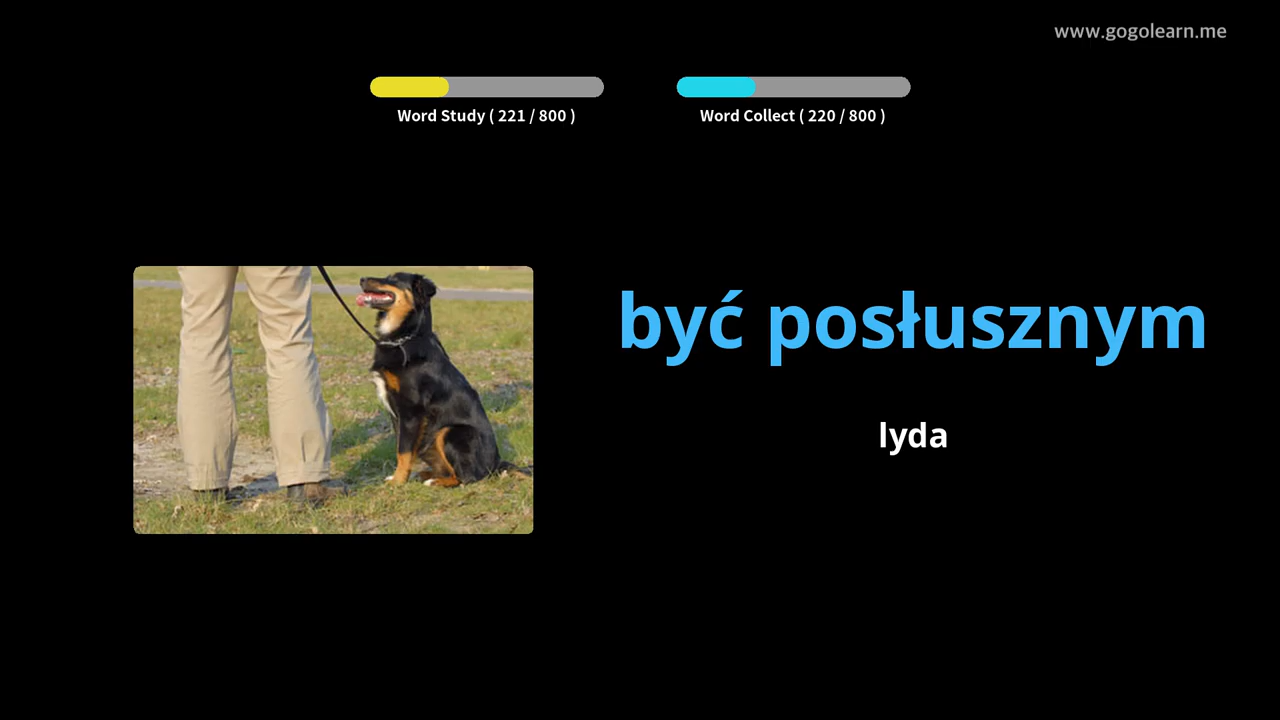 www.gogolearn.me
Word Study ( 221 / 800 )
Word Collect ( 220 / 800 )
być posłusznym
lyda